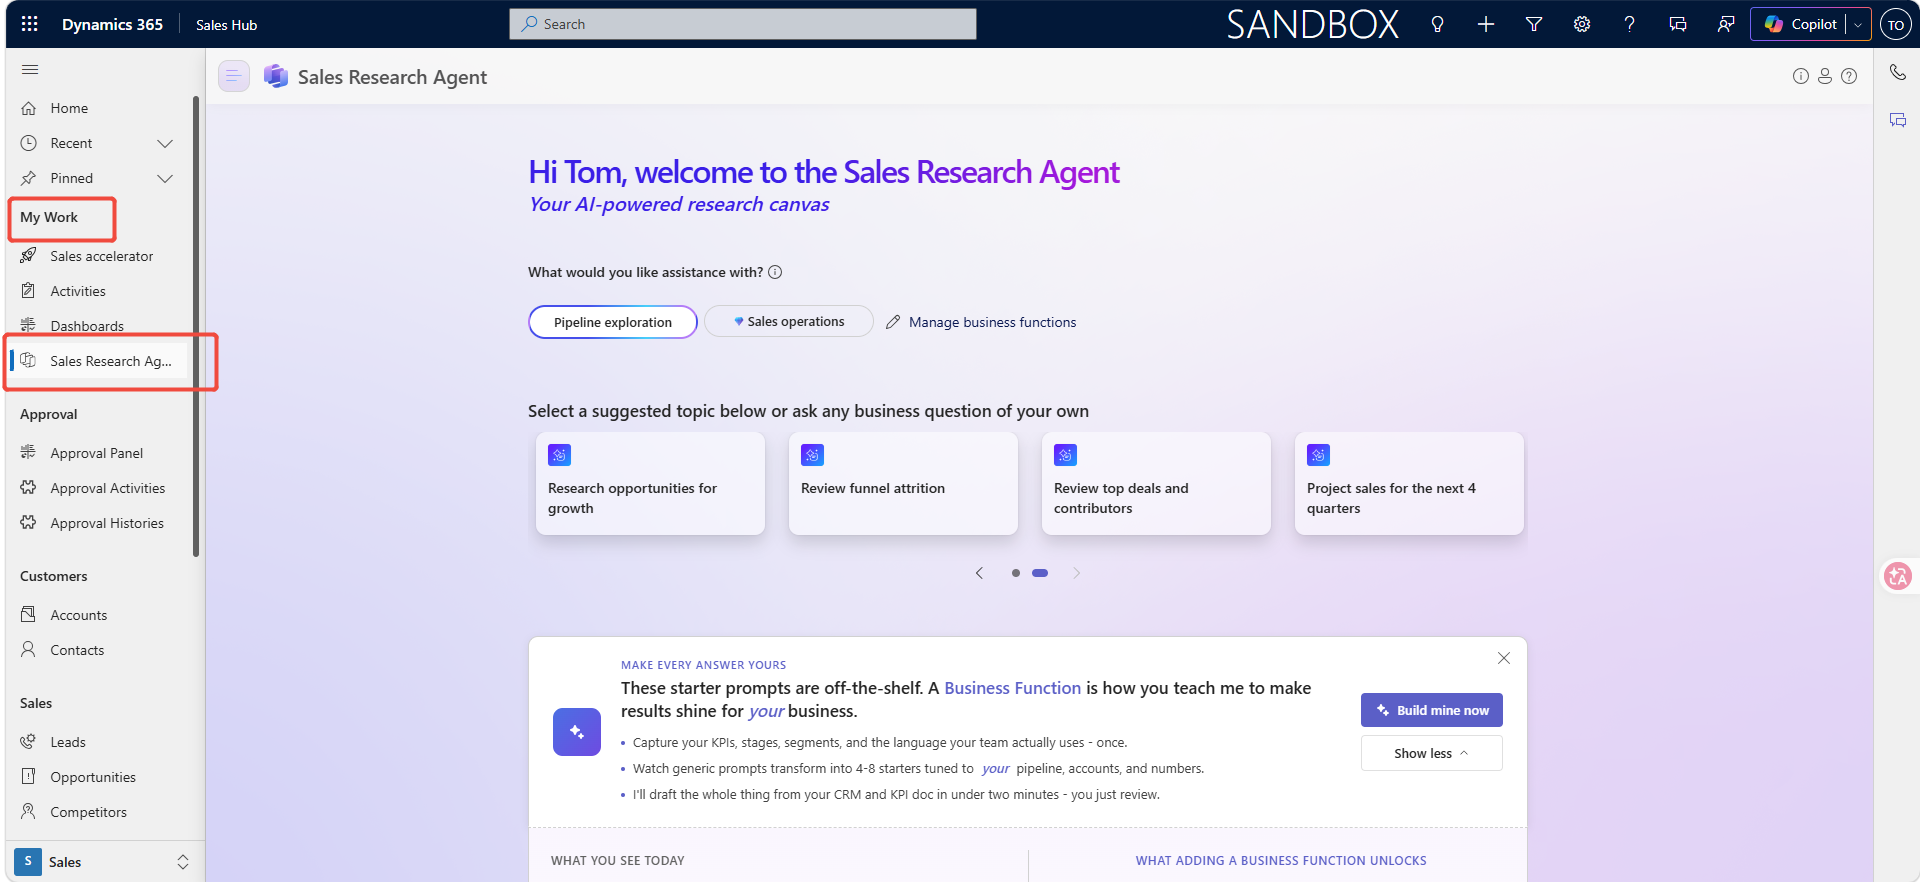 Dynamics 365
Sales Hub
Search
SANDBOX
Copilot
TO
Home
Recent
Pinned
My Work
Sales accelerator
Activities
Dashboards
Sales Research Ag...
Approval
Approval Panel
Approval Activities
Approval Histories
Customers
Accounts
Contacts
Sales
Leads
Opportunities
Competitors
S Sales
Sales Research Agent
Hi Tom, welcome to the Sales Research Agent
Your AI-powered research canvas
What would you like assistance with?
Pipeline exploration
Sales operations
Manage business functions
Select a suggested topic below or ask any business question of your own
Research opportunities for
growth
Review funnel attrition
Review top deals and
contributors
Project sales for the next 4
quarters
MAKE EVERY ANSWER YOURS
These starter prompts are off-the-shelf. A Business Function is how you teach me to make
results shine for your business.
• Capture your KPIs, stages, segments, and the language your team actually uses - once.
• Watch generic prompts transform into 4-8 starters tuned to your pipeline, accounts, and numbers.
• I'll draft the whole thing from your CRM and KPI doc in under two minutes - you just review.
Build mine now
Show less
WHAT YOU SEE TODAY
WHAT ADDING A BUSINESS FUNCTION UNLOCKS